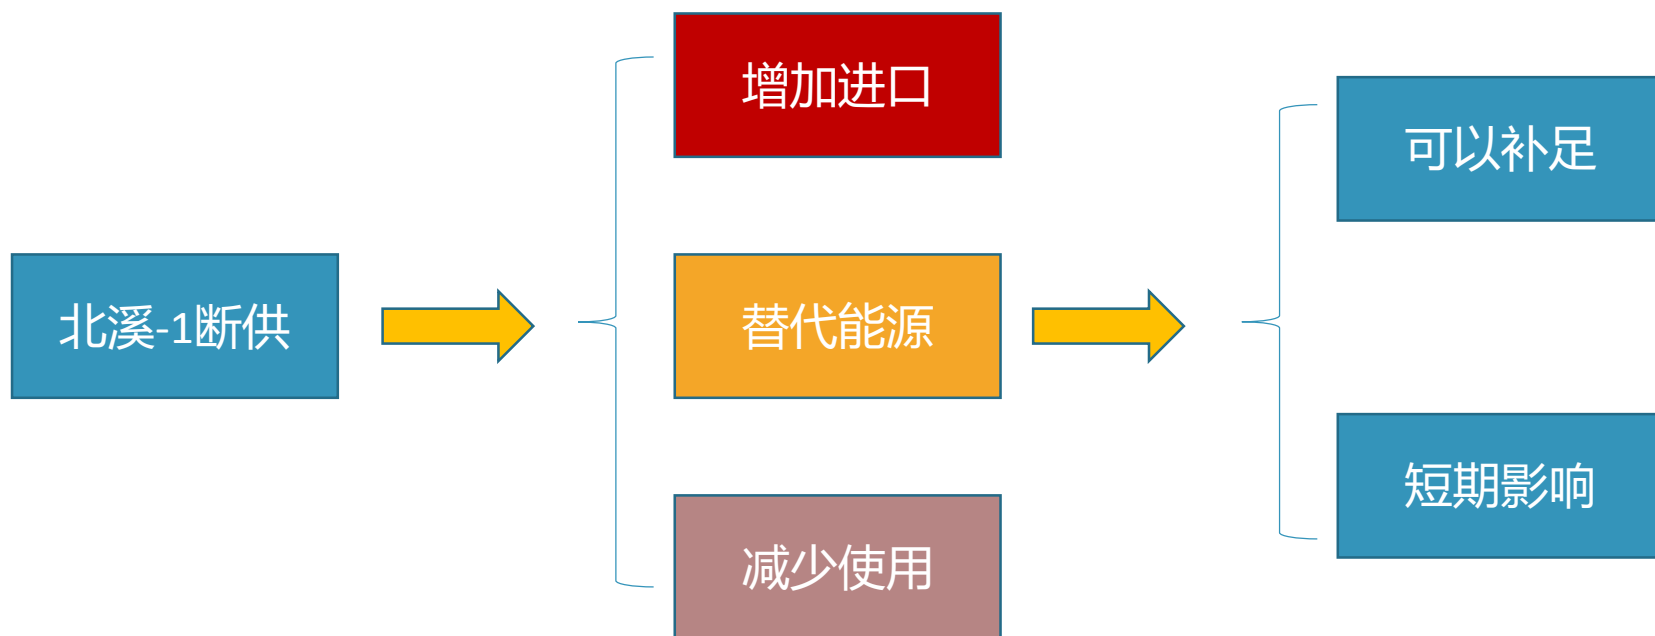 北溪-1断供
增加进口
替代能源
减少使用
可以补足
短期影响